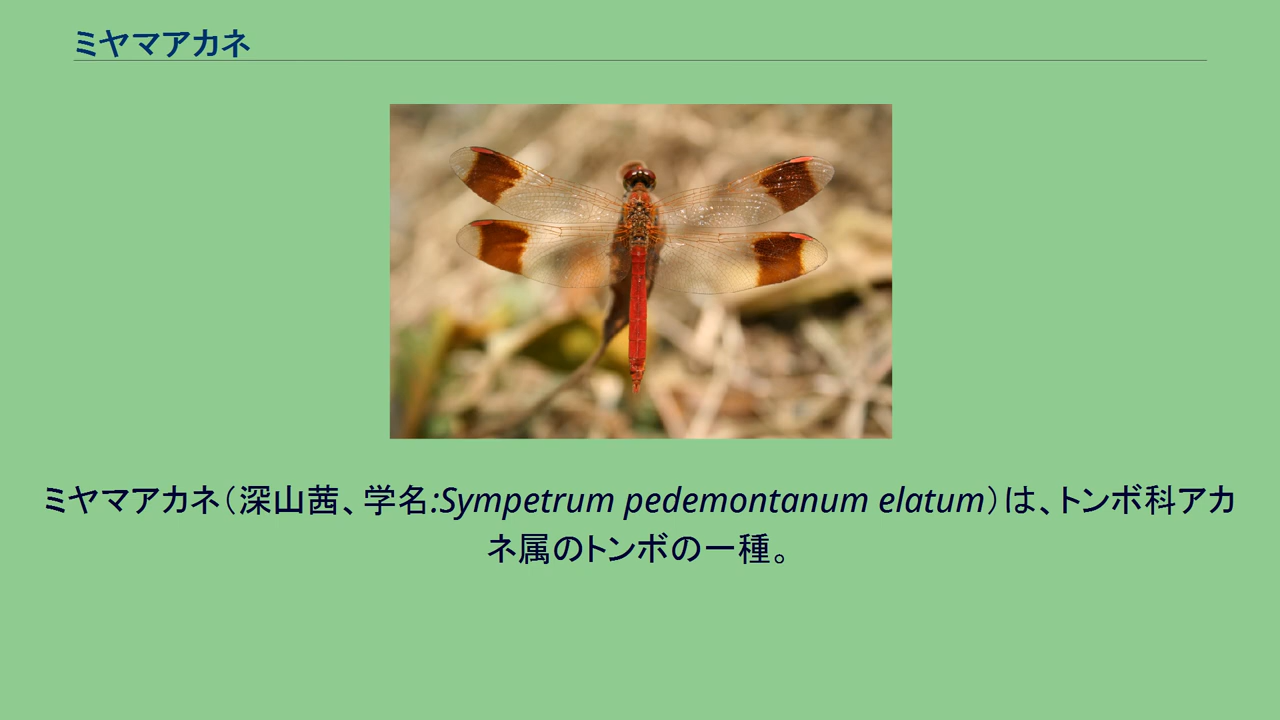 ミヤマアカネ
ミヤマアカネ（深山茜、学名:Sympetrum pedemontanum elatum）は、トンボ科アカ
ネ属のトンボの一種。